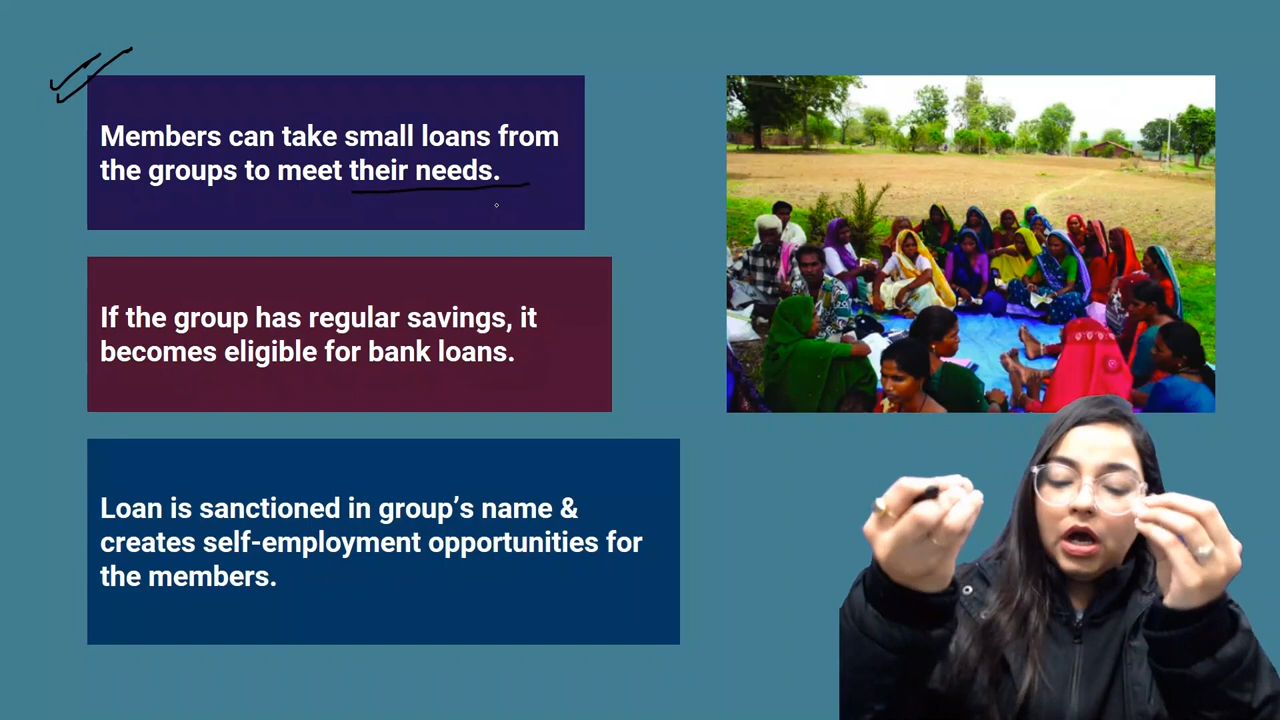 Members can take small loans from
the groups to meet their needs.
If the group has regular savings, it
becomes eligible for bank loans.
Loan is sanctioned in group’s name &
creates self-employment opportunities for
the members.